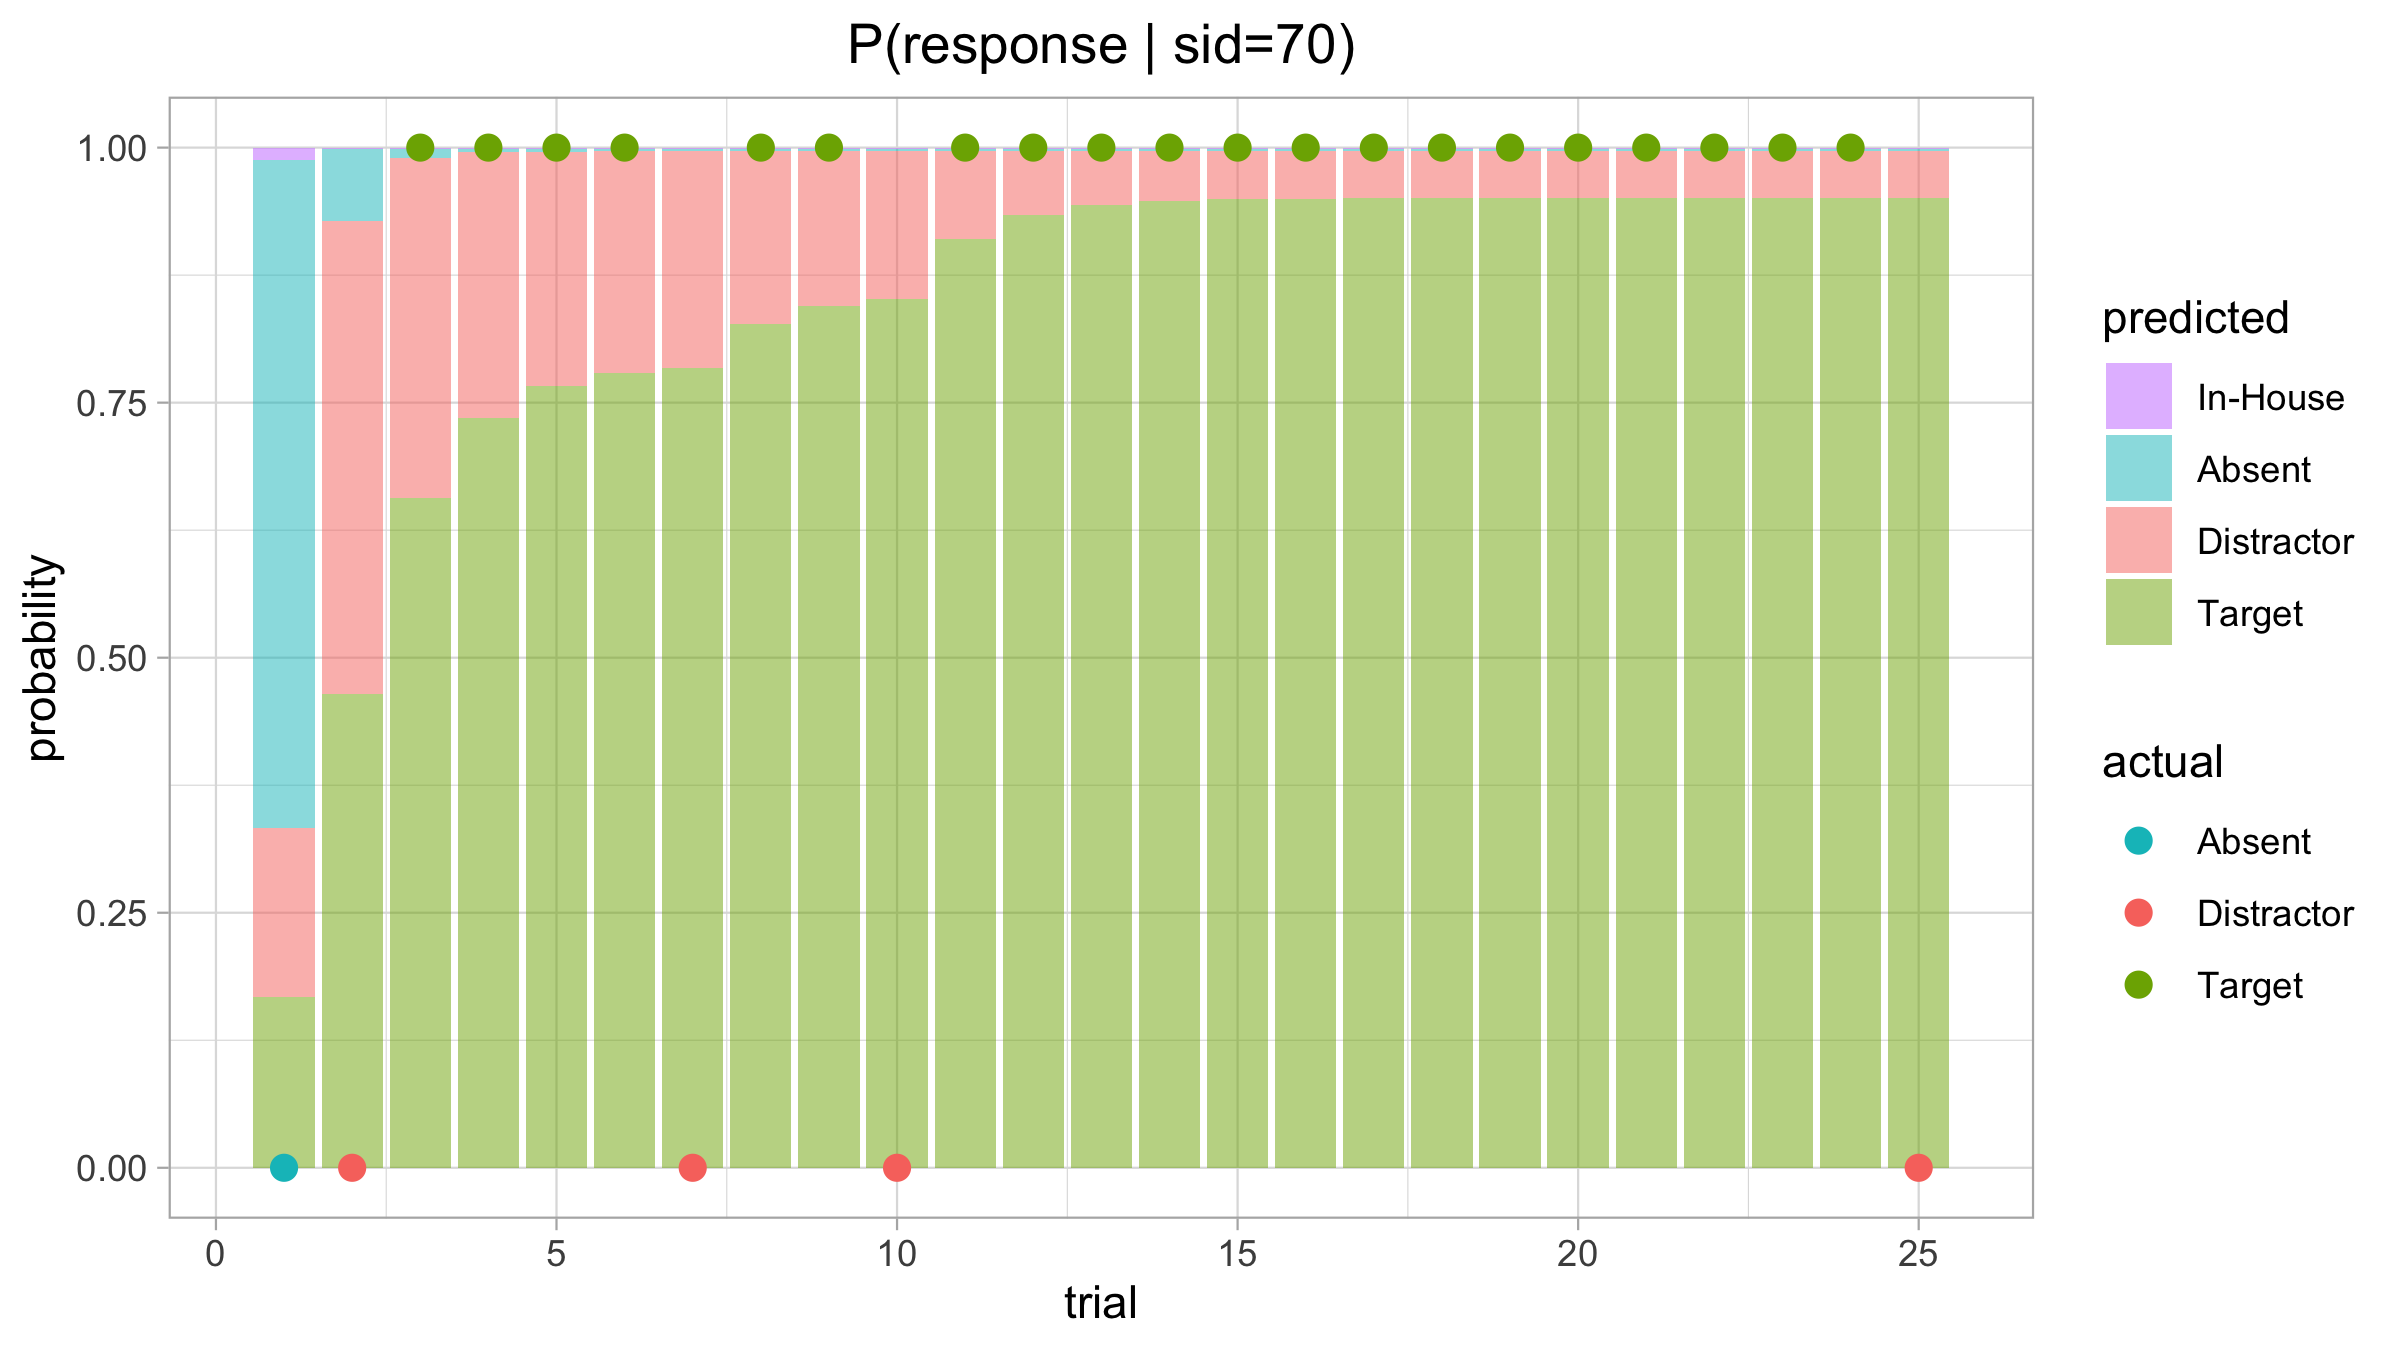 P(response | sid=70)
probability
1.00
0.75
0.50
0.25
0.00
0 5 10 15 20 25
trial
predicted
In-House
Absent
Distractor
Target
actual
Absent
Distractor
Target